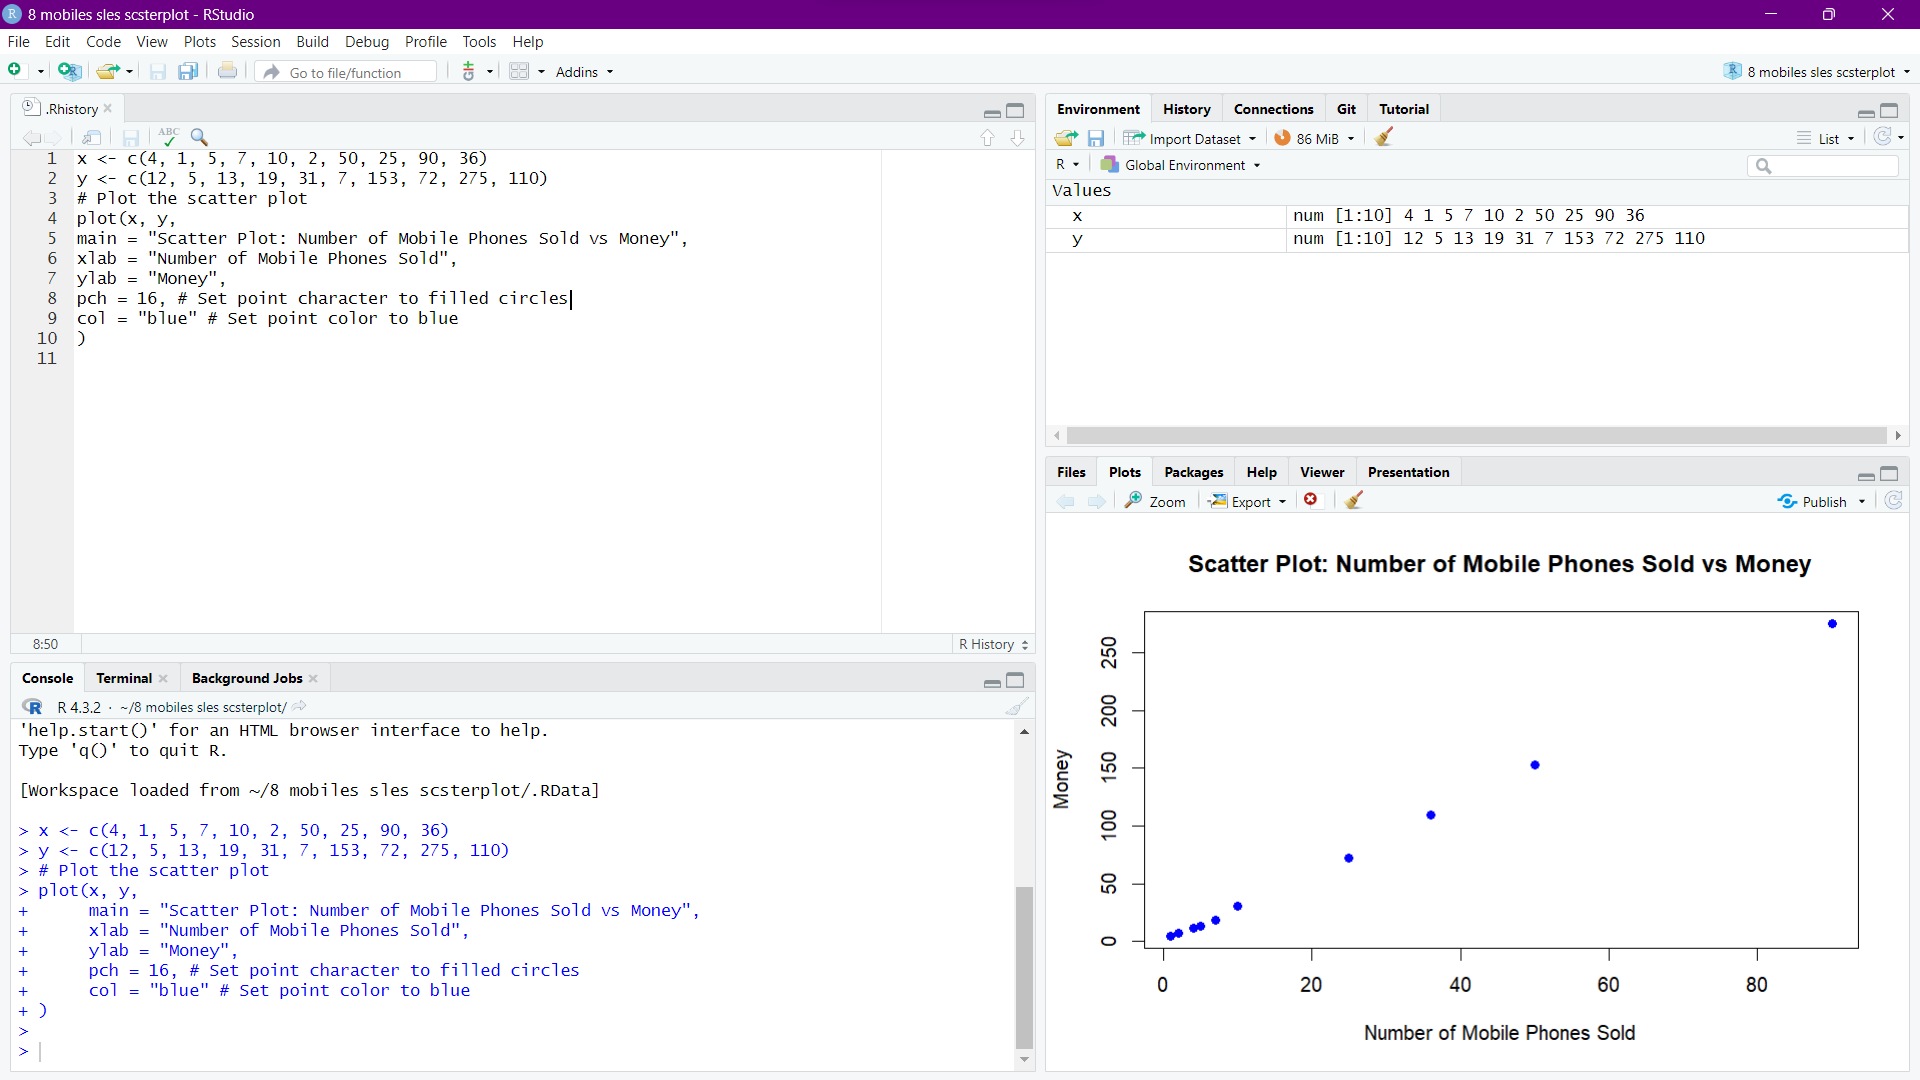 8 mobiles sles scsterplot - RStudio
File Edit Code View Plots Session Build Debug Profile Tools Help
Go to file/function
Addins
8 mobiles sles scsterplot
.Rhistory
ABC
1 x <- c(4, 1, 5, 7, 10, 2, 50, 25, 90, 36)
2 y <- c(12, 5, 13, 19, 31, 7, 153, 72, 275, 110)
3 # Plot the scatter plot
4 plot(x, y,
5 main = "Scatter Plot: Number of Mobile Phones Sold vs Money",
6 xlab = "Number of Mobile Phones Sold",
7 ylab = "Money",
8 pch = 16, # Set point character to filled circles
9 col = "blue" # Set point color to blue
10 )
11
8:50
R History
Console Terminal Background Jobs
R R 4.3.2 · ~/8 mobiles sles scsterplot/
'help.start()' for an HTML browser interface to help.
Type 'q()' to quit R.
[Workspace loaded from ~/8 mobiles sles scsterplot/.RData]
> x <- c(4, 1, 5, 7, 10, 2, 50, 25, 90, 36)
> y <- c(12, 5, 13, 19, 31, 7, 153, 72, 275, 110)
> # Plot the scatter plot
> plot(x, y,
+ main = "Scatter Plot: Number of Mobile Phones Sold vs Money",
+ xlab = "Number of Mobile Phones Sold",
+ ylab = "Money",
+ pch = 16, # Set point character to filled circles
+ col = "blue" # Set point color to blue
+ )
>
>
Environment History Connections Git Tutorial
Import Dataset 86 MiB List
R Global Environment
Values
x num [1:10] 4 1 5 7 10 2 50 25 90 36
y num [1:10] 12 5 13 19 31 7 153 72 275 110
Files Plots Packages Help Viewer Presentation
Zoom Export Publish
Scatter Plot: Number of Mobile Phones Sold vs Money
Money
250
200
150
100
50
0
0 20 40 60 80
Number of Mobile Phones Sold